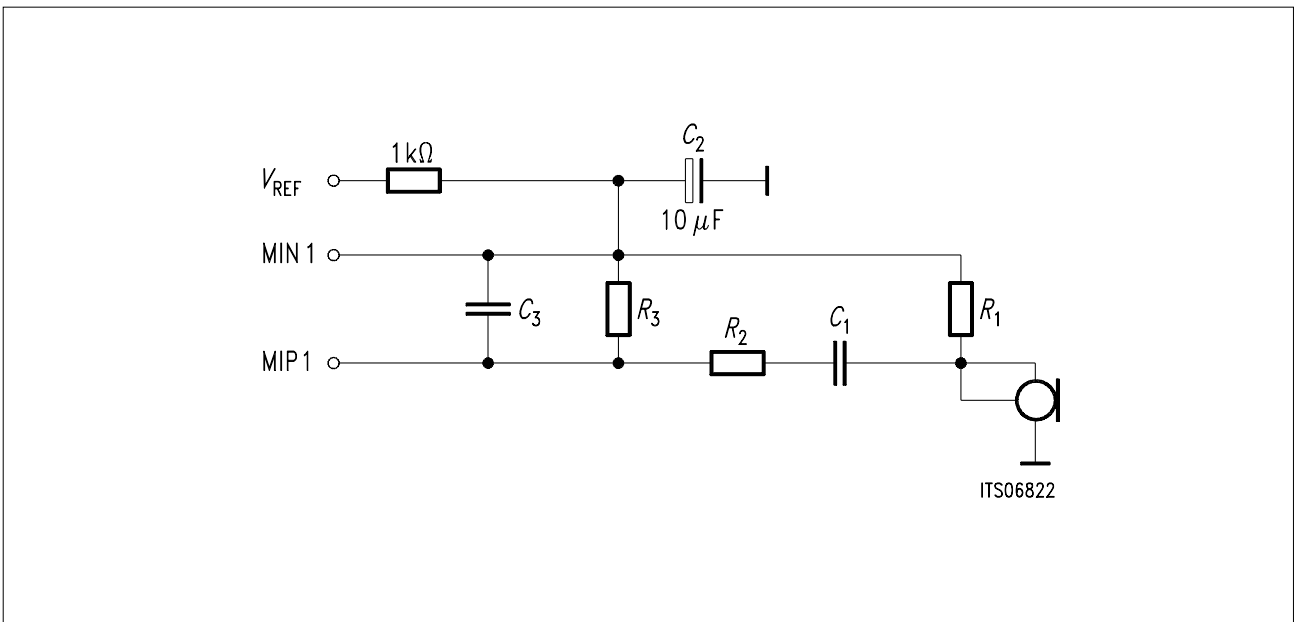 1 kΩ
C2
VREF
10 μF
MIN 1
C3
R3
R1
R2
C1
MIP 1
ITS06822